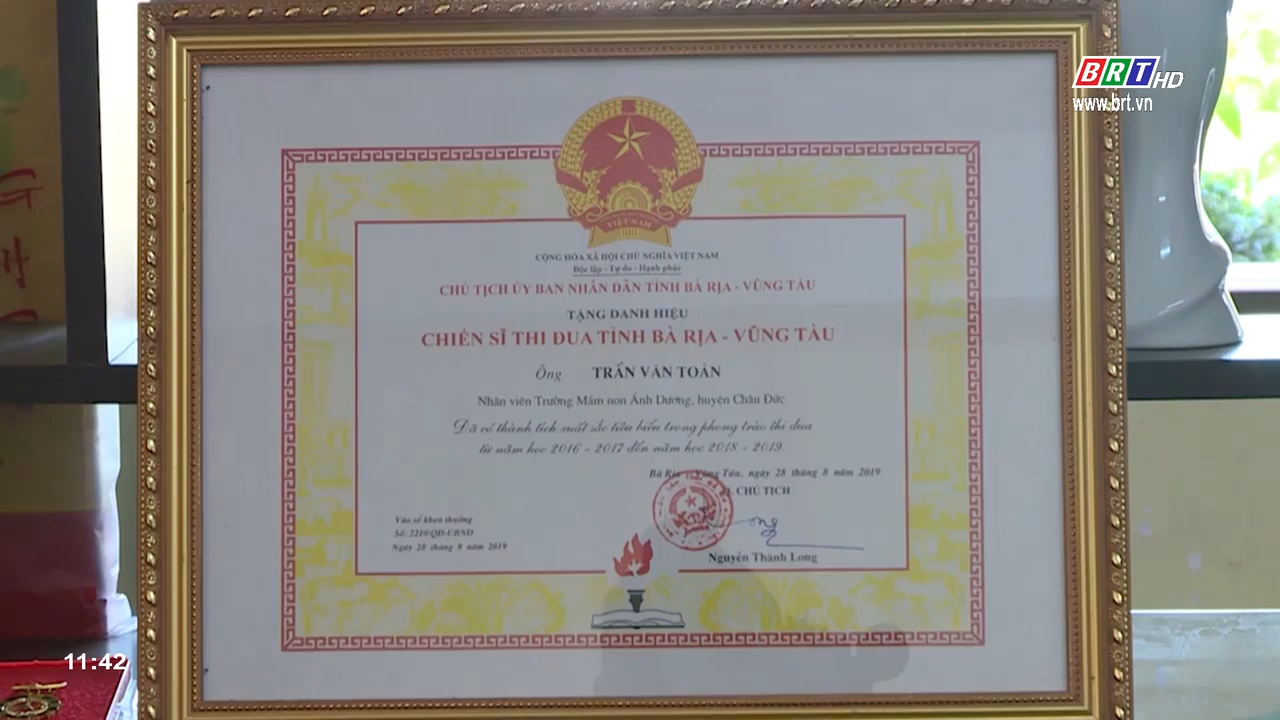 BRT HD
www.brt.vn
VIỆT NAM
CỘNG HÒA XÃ HỘI CHỦ NGHĨA VIỆT NAM
Độc lập - Tự do - Hạnh phúc
CHỦ TỊCH ỦY BAN NHÂN DÂN TỈNH BÀ RỊA - VŨNG TÀU
TẶNG DANH HIỆU
CHIẾN SĨ THI ĐUA TỈNH BÀ RỊA - VŨNG TÀU
Ông TRẦN VĂN TOẢN
Nhân viên Trường Mầm non Ánh Dương, huyện Châu Đức
Đã có thành tích xuất sắc tiêu biểu trong phong trào thi đua
từ năm học 2016 - 2017 đến năm học 2018 - 2019.
Bà Rịa - Vũng Tàu, ngày 28 tháng 8 năm 2019
CHỦ TỊCH
Vào sổ khen thưởng
Số: 2210/QĐ-UBND
Ngày 28 tháng 8 năm 2019
Nguyễn Thành Long
11:42